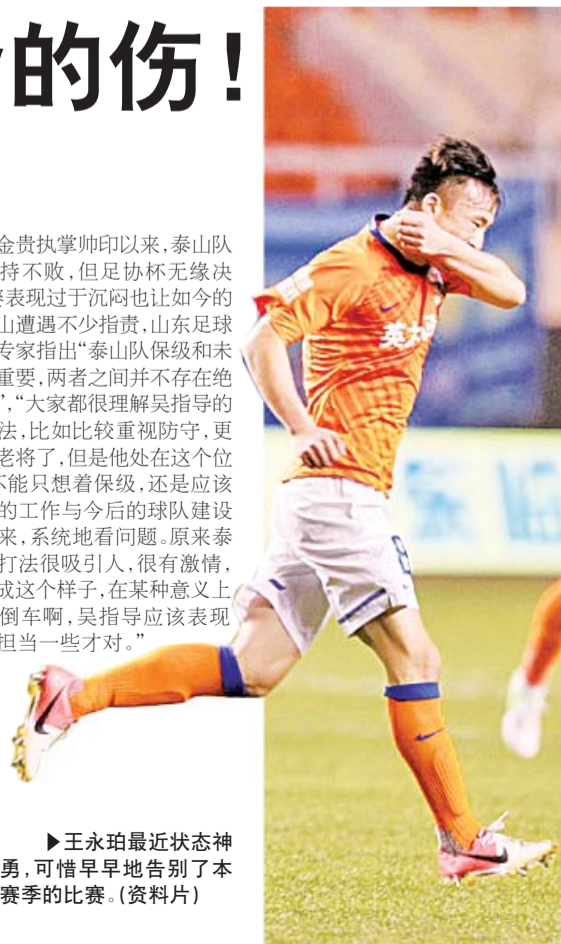 的伤！
金贵执掌帅印以来，泰山队
持不败，但足协杯无缘决
表现过于沉闷也让如今的
山遭遇不少指责，山东足球
专家指出“泰山队保级和未
重要，两者之间并不存在绝
”，“大家都很理解吴指导的
法，比如比较重视防守，更
老将了，但是他处在这个位
不能只想着保级，还是应该
的工作与今后的球队建设
来，系统地看问题。原来泰
打法很吸引人，很有激情，
成这个样子，在某种意义上
倒车啊，吴指导应该表现
担当一些才对。”
▶王永珀最近状态神
勇，可惜早早地告别了本
赛季的比赛。(资料片)
英大
8